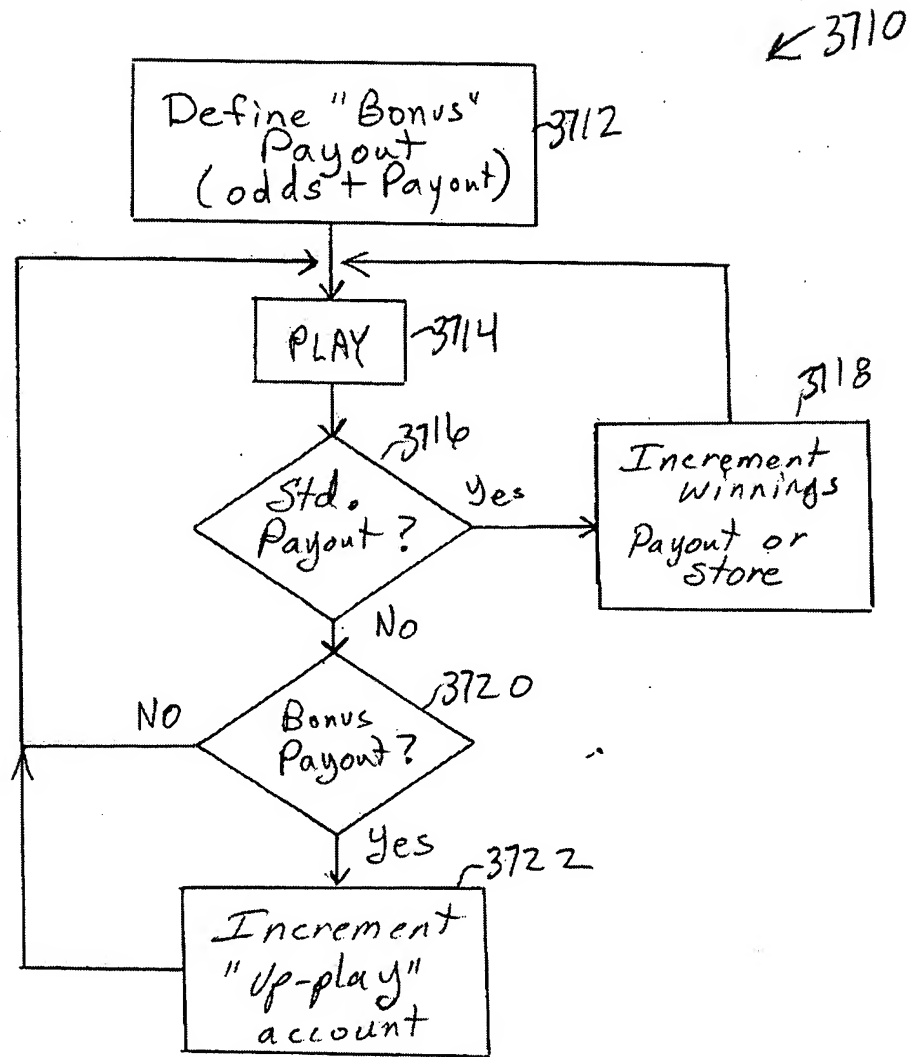 3710
Define "Bonus"
Payout
(odds + Payout)
3712
PLAY
3714
3716
Std.
Payout?
Yes
3718
Increment
winnings
Payout or
store
No
3720
Bonus
Payout?
NO
Yes
3722
Increment
"Up-play"
account